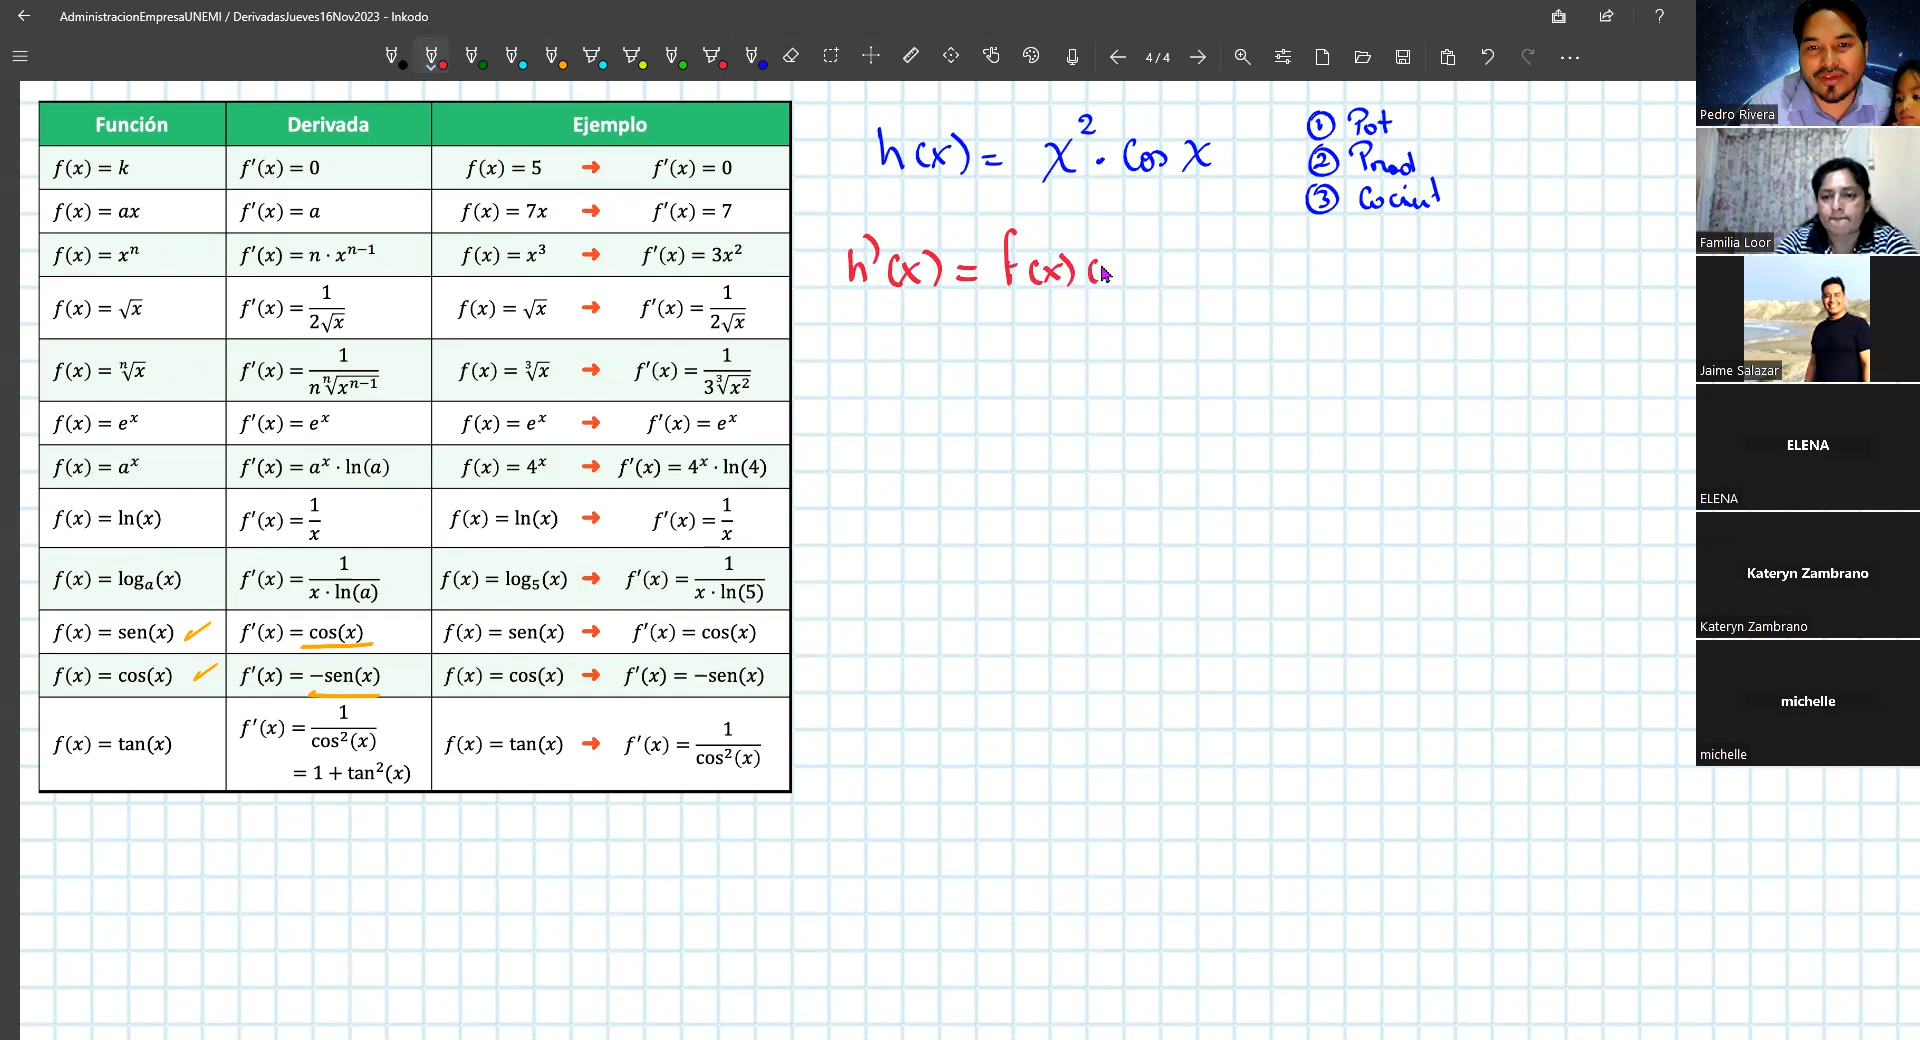 AdministracionEmpresaUNEMI / DerivadasJueves16Nov2023 - Inkodo
?
4 / 4
Función Derivada Ejemplo
f(x) = k f′(x) = 0 f(x) = 5 ➜ f′(x) = 0
f(x) = ax f′(x) = a f(x) = 7x ➜ f′(x) = 7
f(x) = xⁿ f′(x) = n · xⁿ⁻¹ f(x) = x³ ➜ f′(x) = 3x²
f(x) = √x f′(x) = 1/(2√x) f(x) = √x ➜ f′(x) = 1/(2√x)
f(x) = ⁿ√x f′(x) = 1/(n ⁿ√(xⁿ⁻¹)) f(x) = ³√x ➜ f′(x) = 1/(3 ³√(x²))
f(x) = eˣ f′(x) = eˣ f(x) = eˣ ➜ f′(x) = eˣ
f(x) = aˣ f′(x) = aˣ · ln(a) f(x) = 4ˣ ➜ f′(x) = 4ˣ · ln(4)
f(x) = ln(x) f′(x) = 1/x f(x) = ln(x) ➜ f′(x) = 1/x
f(x) = logₐ(x) f′(x) = 1/(x · ln(a)) f(x) = log₅(x) ➜ f′(x) = 1/(x · ln(5))
f(x) = sen(x) ✓ f′(x) = cos(x) f(x) = sen(x) ➜ f′(x) = cos(x)
f(x) = cos(x) ✓ f′(x) = −sen(x) f(x) = cos(x) ➜ f′(x) = −sen(x)
f(x) = tan(x) f′(x) = 1/cos²(x) = 1 + tan²(x) f(x) = tan(x) ➜ f′(x) = 1/cos²(x)
h(x) = x² · Cos x
① Pot
② Prod
③ Cocient
h'(x) = f(x) (
Pedro Rivera
Familia Loor
Jaime Salazar
ELENA
ELENA
Kateryn Zambrano
Kateryn Zambrano
michelle
michelle